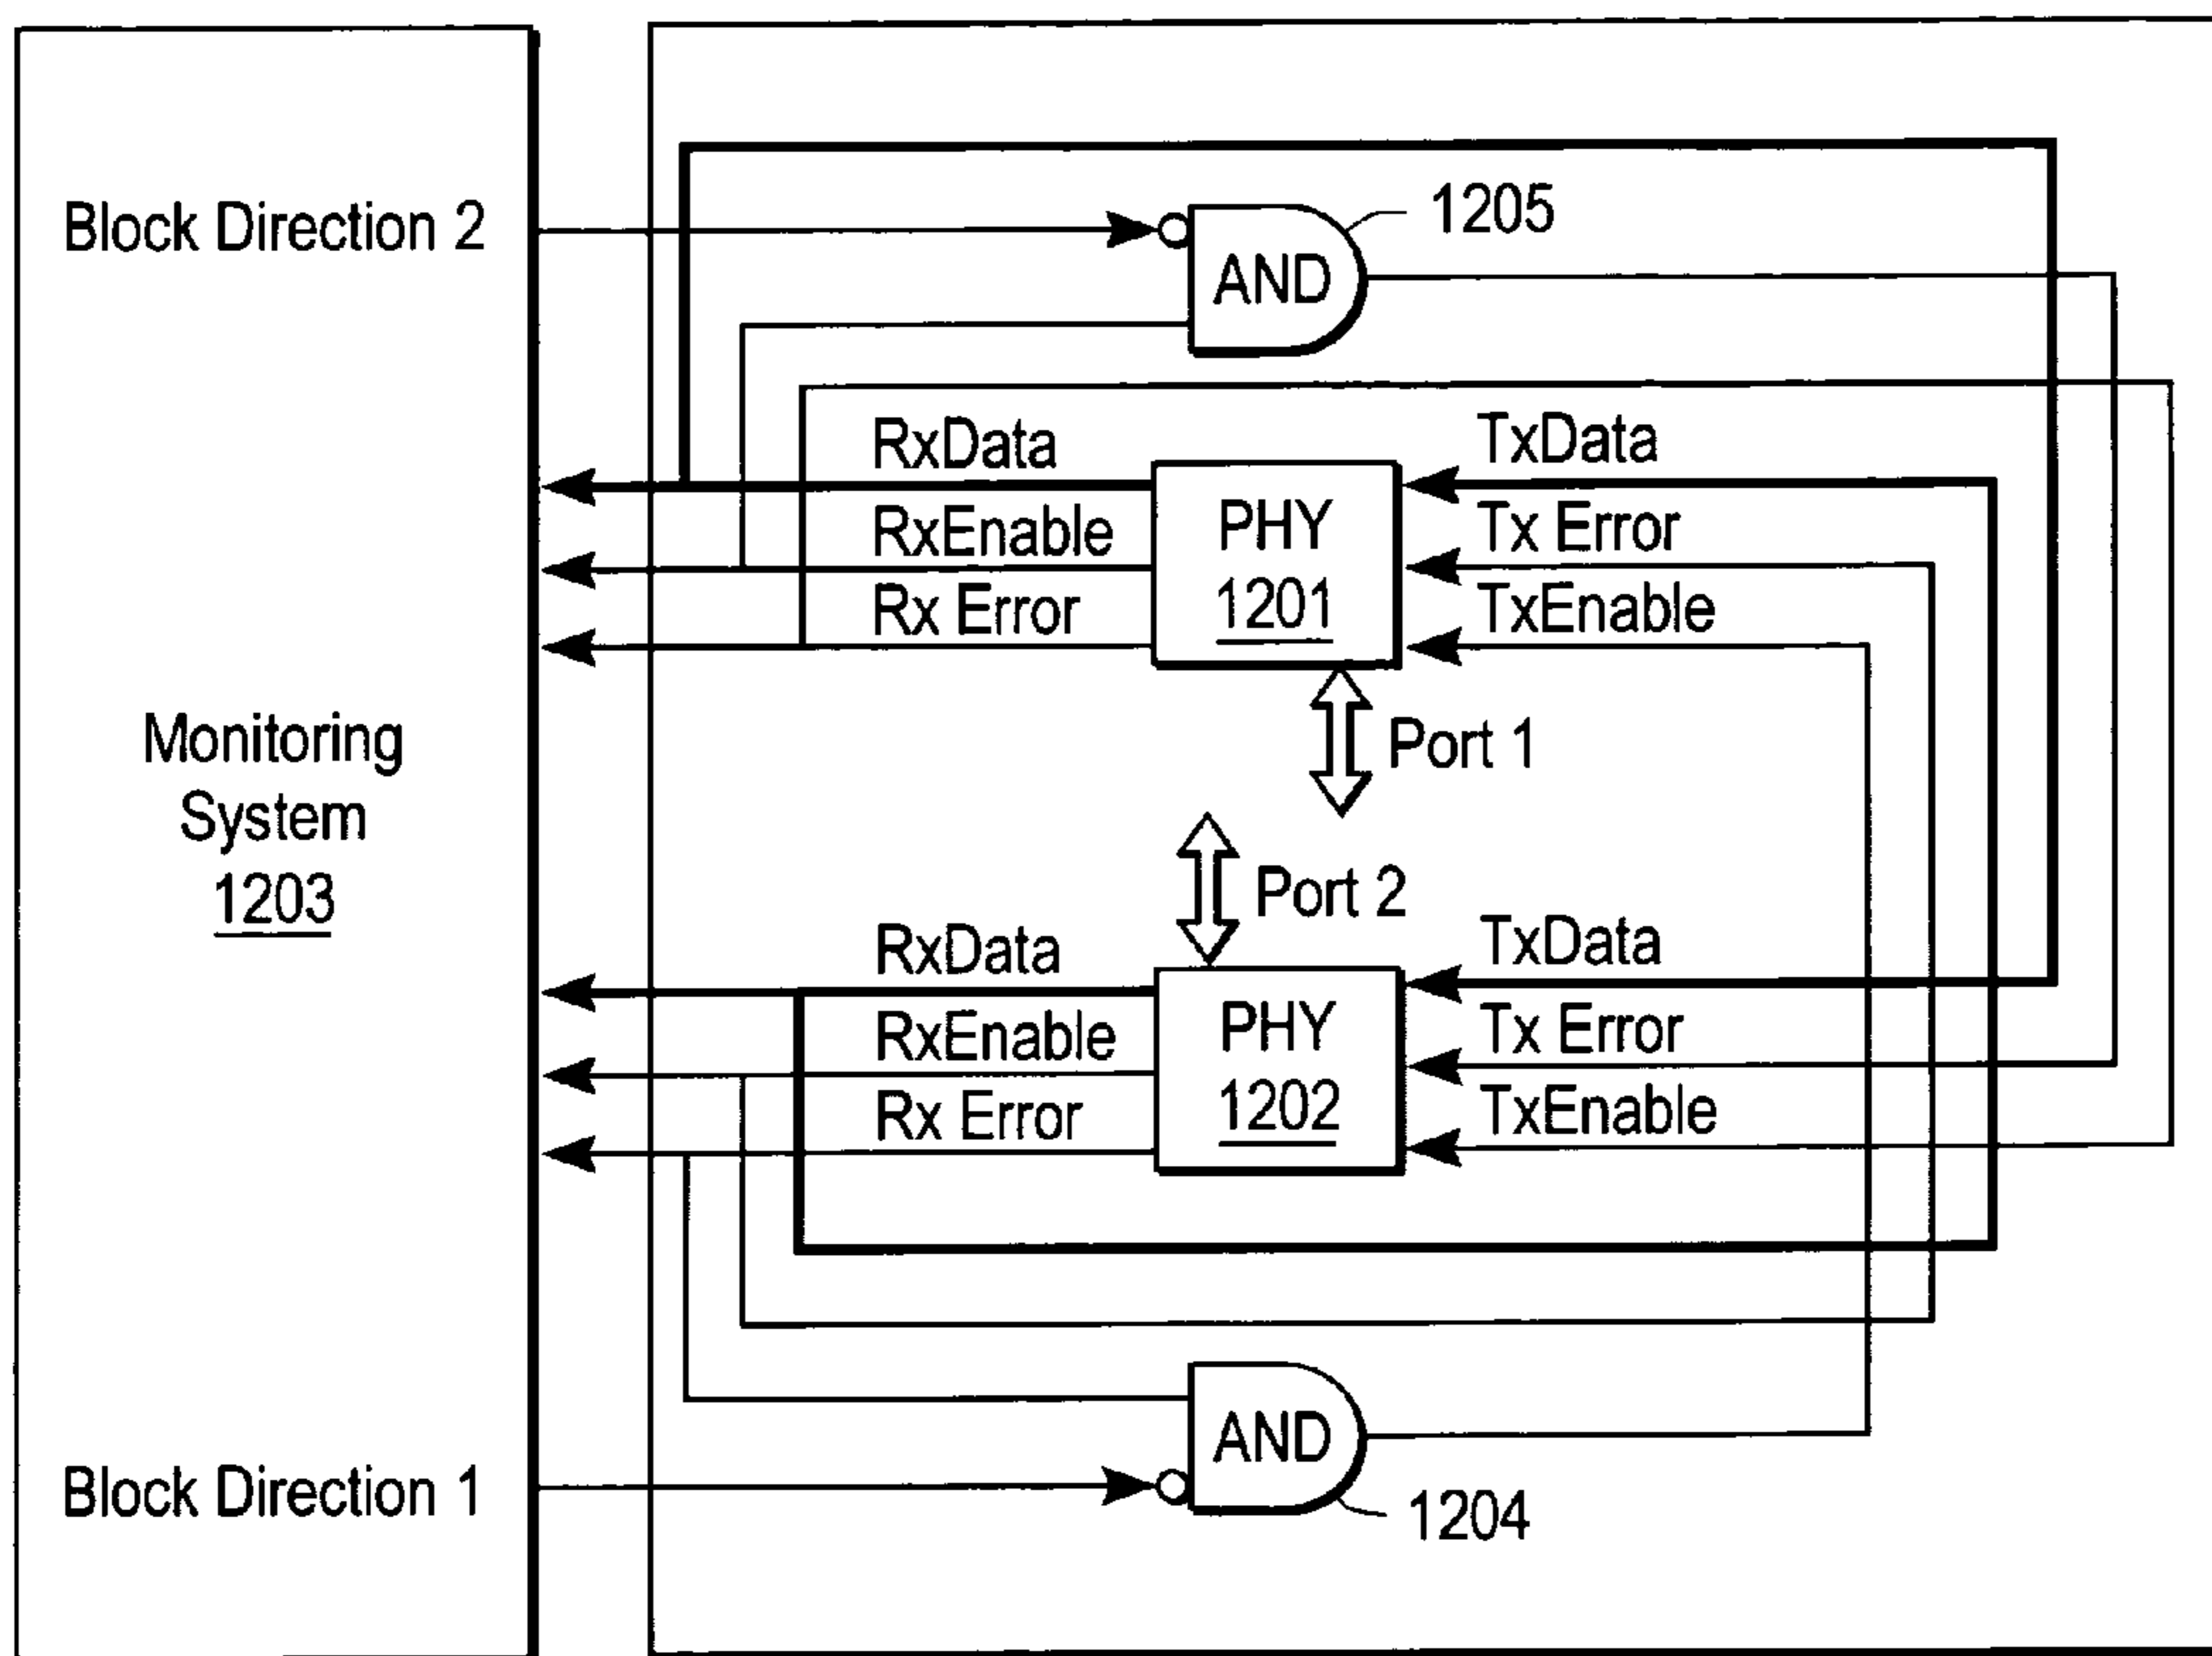 Block Direction 2
1205
AND
RxData
TxData
RxEnable
PHY
Tx Error
Rx Error
1201
TxEnable
Port 1
Monitoring
System
1203
Port 2
RxData
TxData
RxEnable
PHY
Tx Error
Rx Error
1202
TxEnable
AND
Block Direction 1
1204